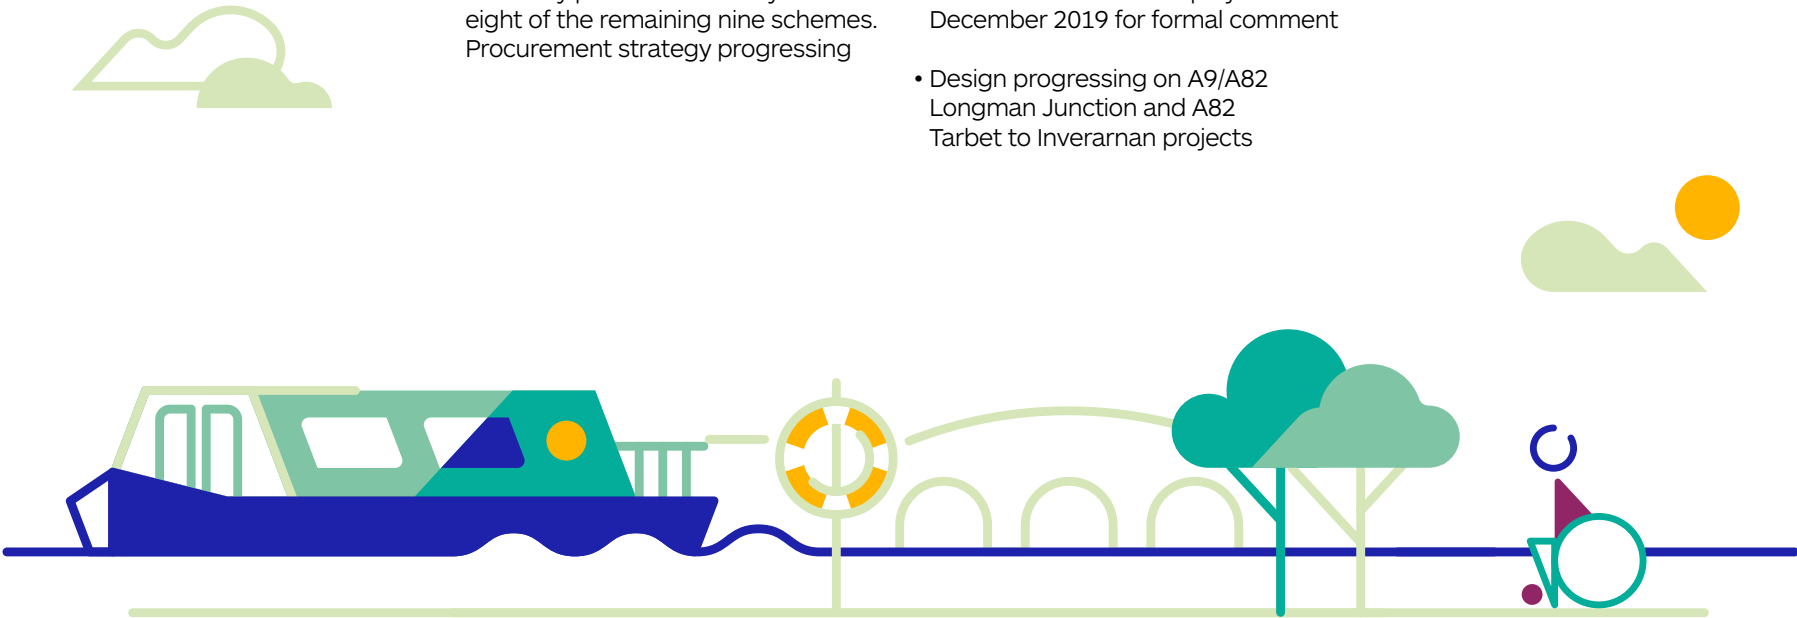 eight of the remaining nine schemes.
Procurement strategy progressing
December 2019 for formal comment
• Design progressing on A9/A82
Longman Junction and A82
Tarbet to Inverarnan projects